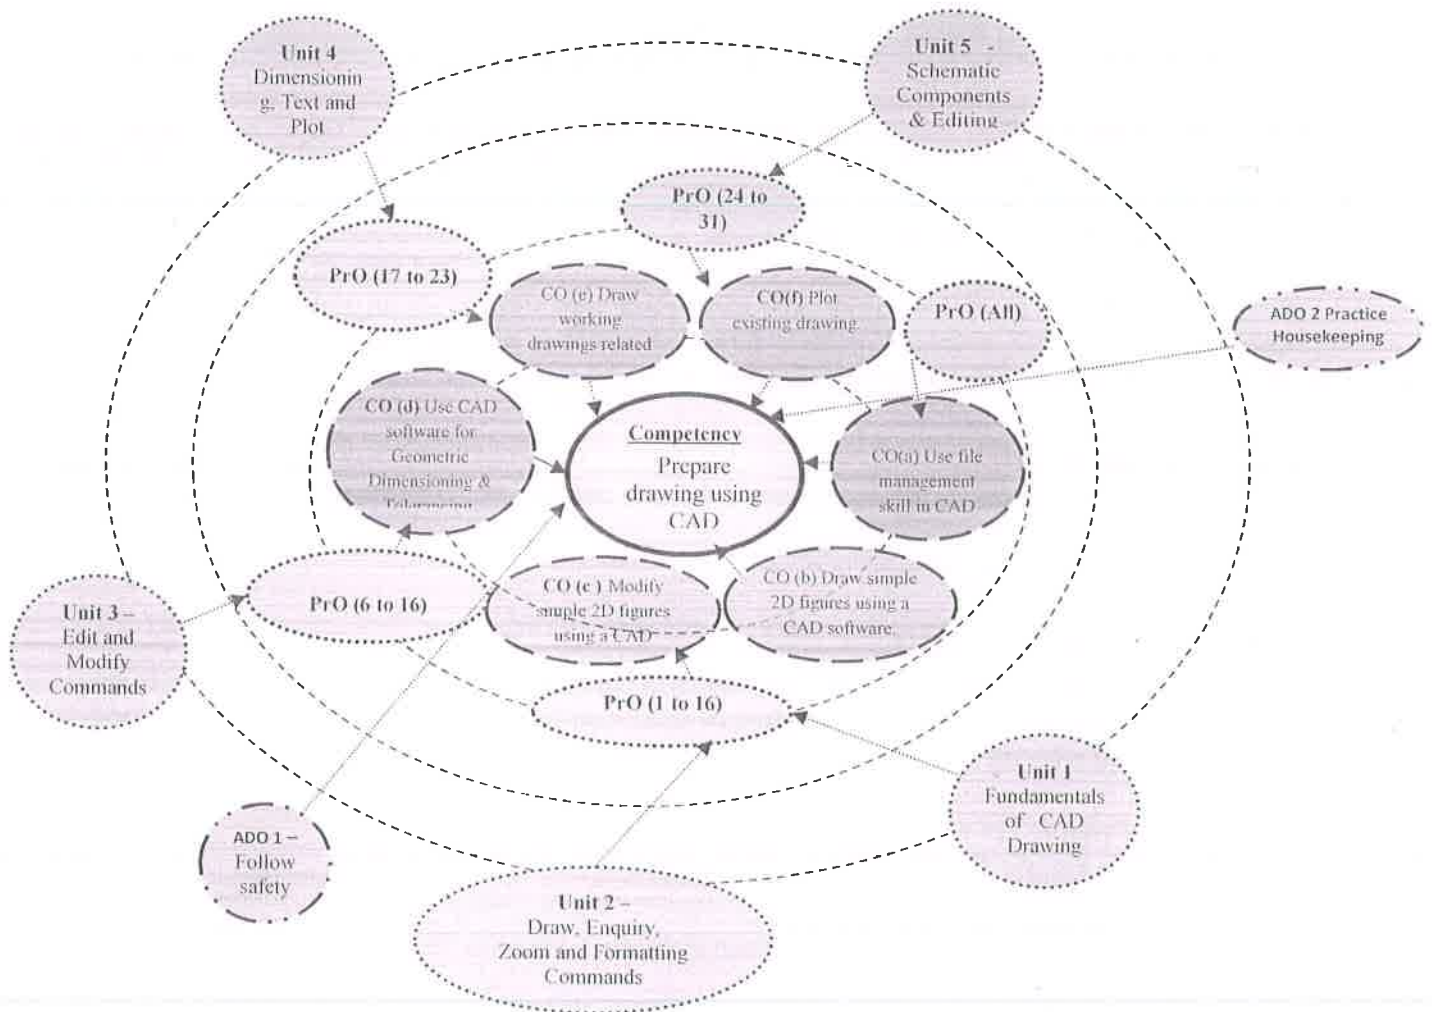 Unit 4
Dimensionin
g, Text and
Plot
Unit 5 -
Schematic
Components
& Editing
PrO (24 to
31)
PrO (17 to 23)
CO (e) Draw
working
drawings related
CO(f) Plot
existing drawing
PrO (All)
ADO 2 Practice
Housekeeping
CO (d) Use CAD
software for
Geometric
Dimensioning &
Tolerancing
Competency
Prepare
drawing using
CAD
CO(a) Use file
management
skill in CAD
PrO (6 to 16)
CO (c ) Modify
simple 2D figures
using a CAD
CO (b) Draw simple
2D figures using a
CAD software.
Unit 3 –
Edit and
Modify
Commands
PrO (1 to 16)
Unit 1
Fundamentals
of CAD
Drawing
ADO 1 –
Follow
safety
Unit 2 –
Draw, Enquiry,
Zoom and Formatting
Commands